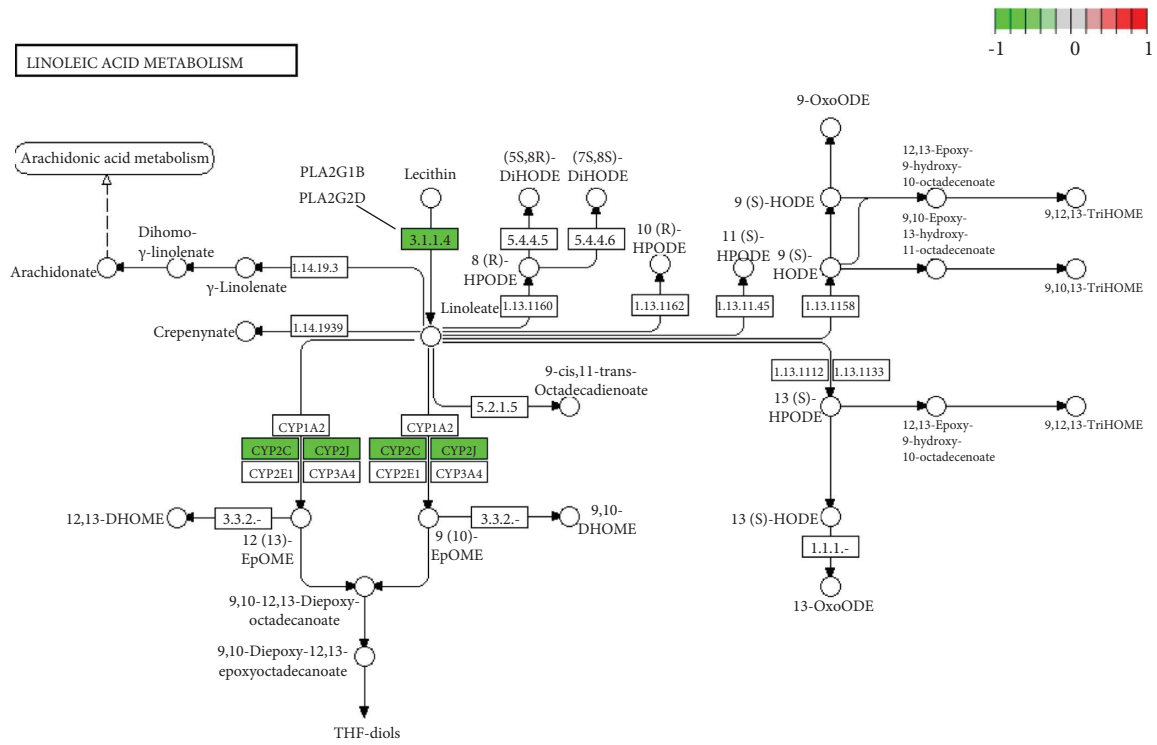 -1 0 1
LINOLEIC ACID METABOLISM
9-OxoODE
Arachidonic acid metabolism
PLA2G1B
PLA2G2D
Lecithin
(5S,8R)-
DiHODE
(7S,8S)-
DiHODE
12,13-Epoxy-
9-hydroxy-
10-octadecenoate
9 (S)-HODE
9,12,13-TriHOME
3.1.1.4
5.4.4.5
5.4.4.6
10 (R)-
HPODE
11 (S)-
HPODE
9 (S)-
HODE
9,10-Epoxy-
13-hydroxy-
11-octadecenoate
9,10,13-TriHOME
Dihomo-
γ-linolenate
Arachidonate
γ-Linolenate
1.14.19.3
8 (R)-
HPODE
Linoleate
1.13.1160
1.13.1162
1.13.11.45
1.13.1158
Crepenynate
1.14.1939
9-cis,11-trans-
Octadecadienoate
5.2.1.5
1.13.1112
1.13.1133
13 (S)-
HPODE
12,13-Epoxy-
9-hydroxy-
10-octadecenoate
9,12,13-TriHOME
CYP1A2
CYP2C
CYP2J
CYP2E1
CYP3A4
CYP1A2
CYP2C
CYP2J
CYP2E1
CYP3A4
12,13-DHOME
3.3.2.-
12 (13)-
EpOME
9 (10)-
EpOME
3.3.2.-
9,10-
DHOME
13 (S)-HODE
1.1.1.-
13-OxoODE
9,10-12,13-Diepoxy-
octadecanoate
9,10-Diepoxy-12,13-
epoxyoctadecanoate
THF-diols